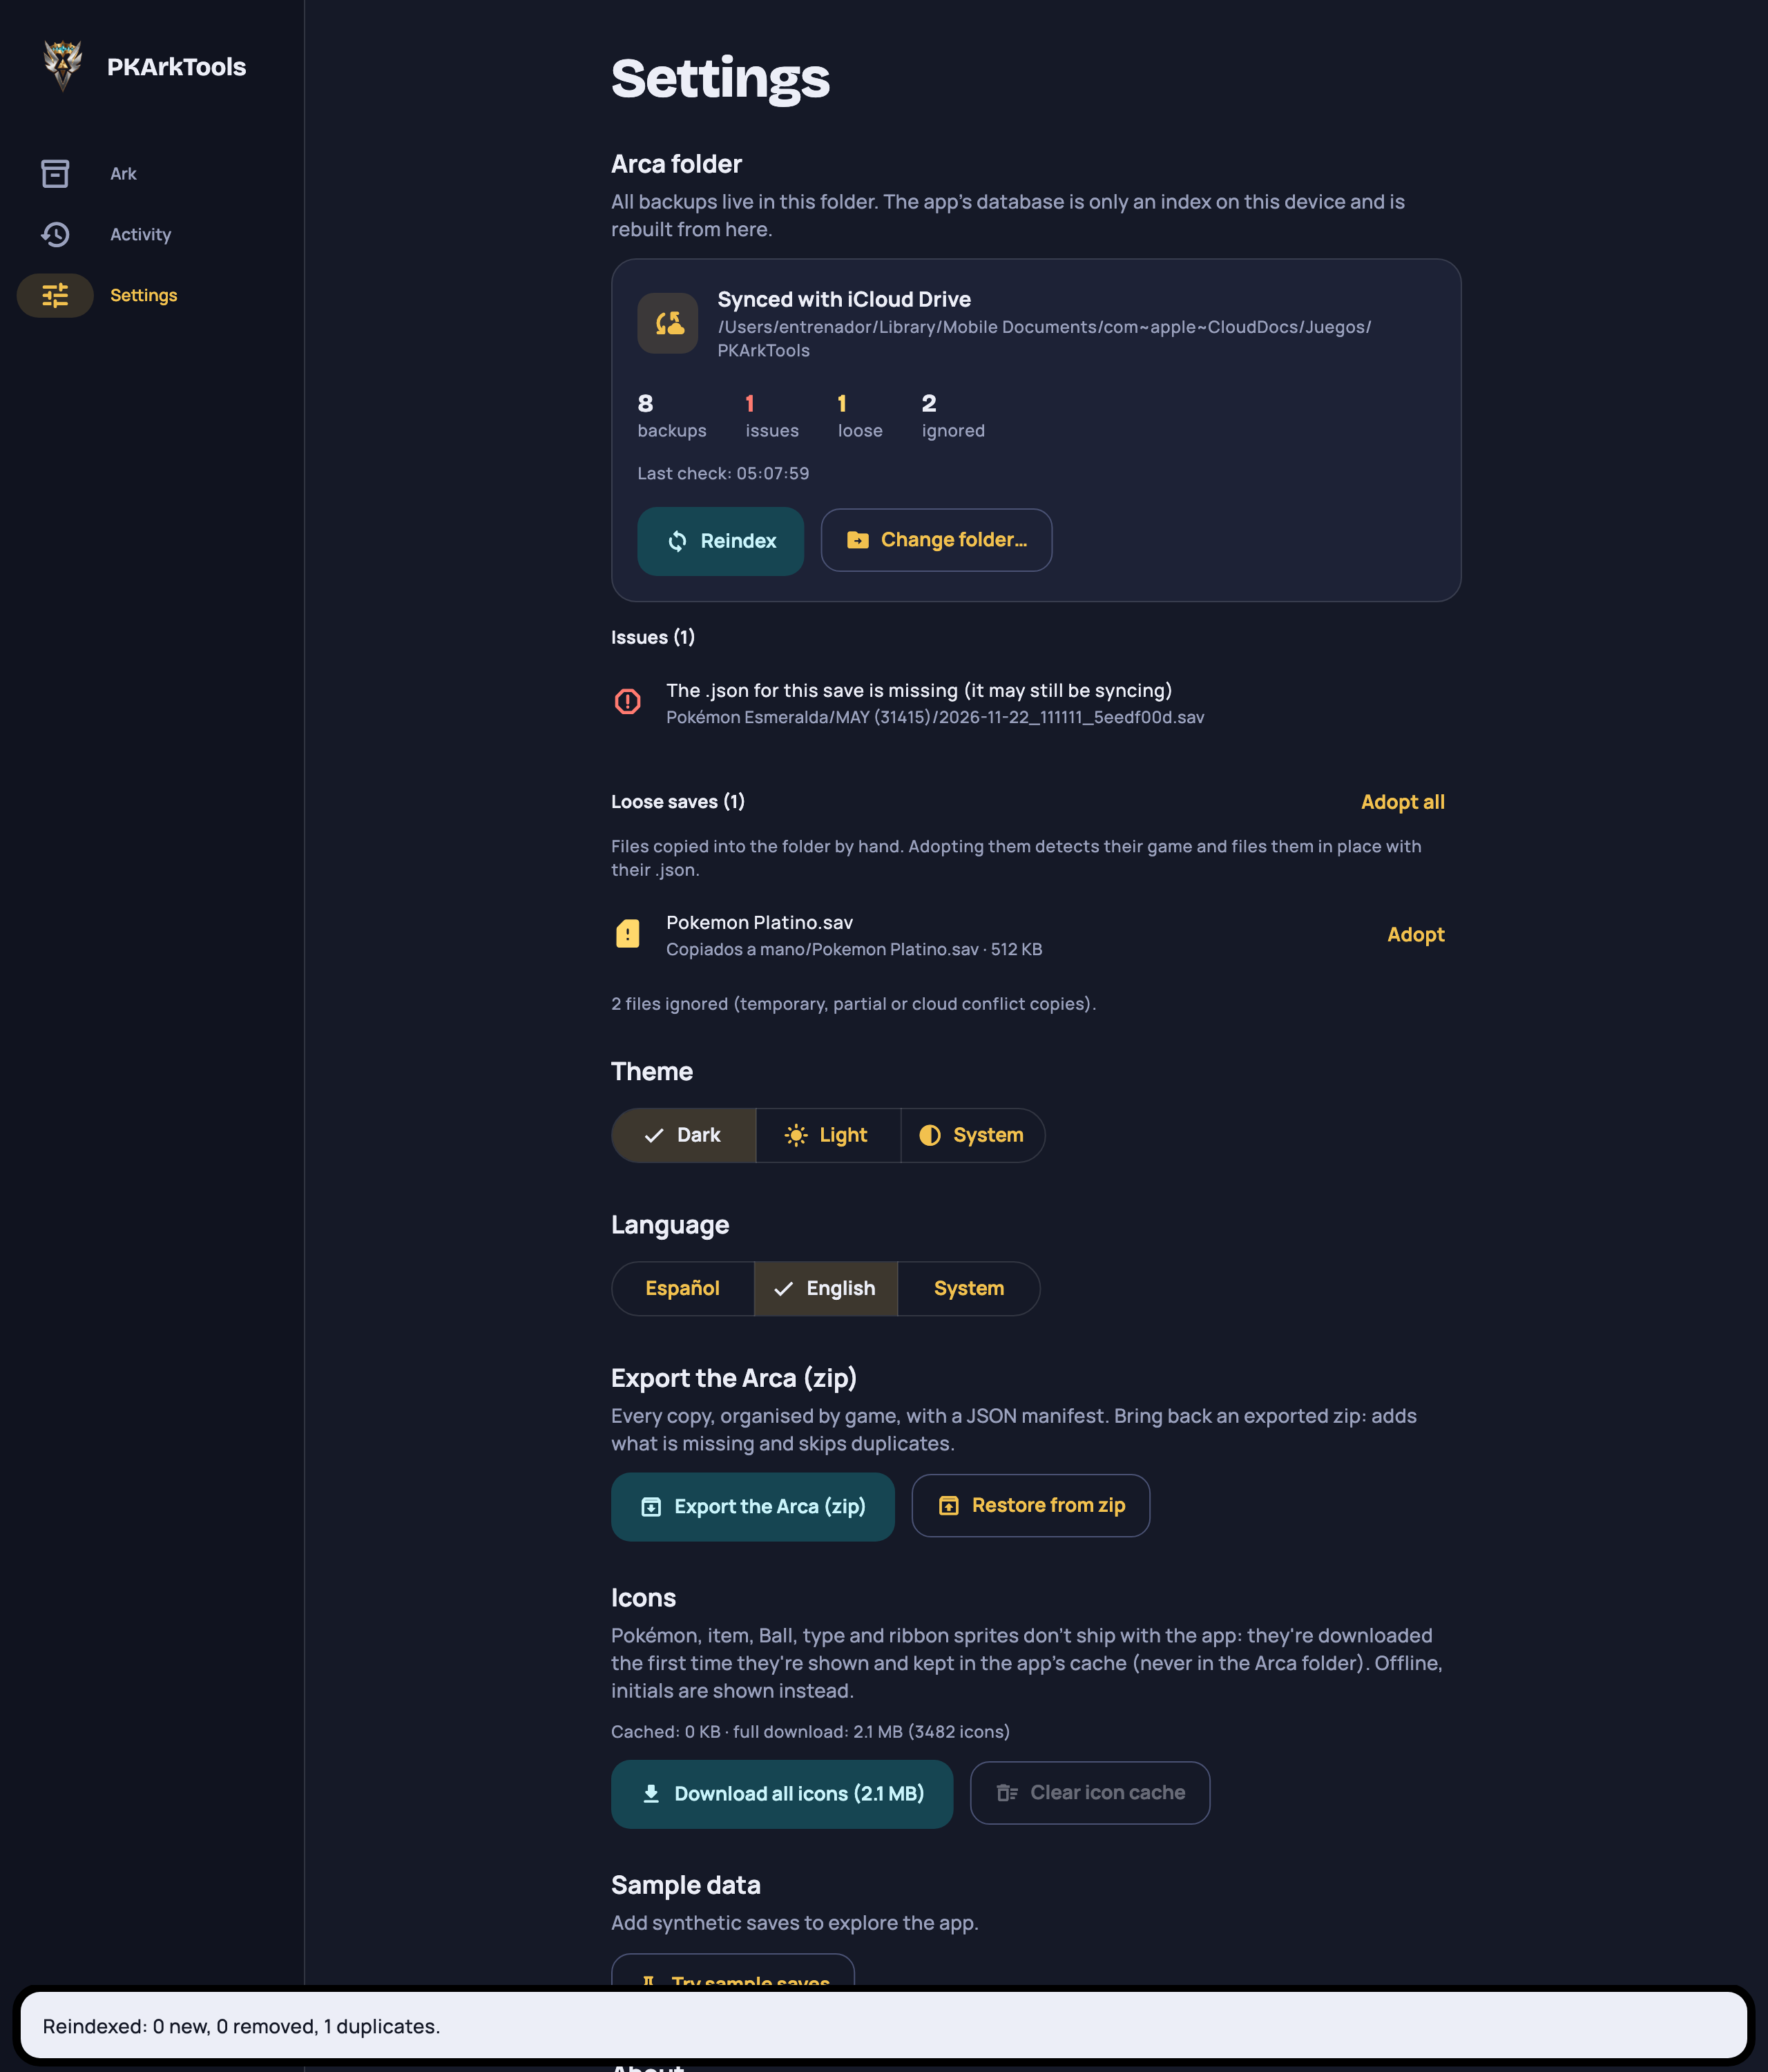 PKArkTools
Ark
Activity
Settings
Settings
Arca folder
All backups live in this folder. The app's database is only an index on this device and is
rebuilt from here.
Synced with iCloud Drive
/Users/entrenador/Library/Mobile Documents/com~apple~CloudDocs/Juegos/
PKArkTools
8 1 1 2
backups issues loose ignored
Last check: 05:07:59
Reindex Change folder...
Issues (1)
The .json for this save is missing (it may still be syncing)
Pokémon Esmeralda/MAY (31415)/2026-11-22_111111_5eedf00d.sav
Loose saves (1) Adopt all
Files copied into the folder by hand. Adopting them detects their game and files them in place with
their .json.
Pokemon Platino.sav
Copiados a mano/Pokemon Platino.sav · 512 KB
Adopt
2 files ignored (temporary, partial or cloud conflict copies).
Theme
Dark Light System
Language
Español English System
Export the Arca (zip)
Every copy, organised by game, with a JSON manifest. Bring back an exported zip: adds
what is missing and skips duplicates.
Export the Arca (zip) Restore from zip
Icons
Pokémon, item, Ball, type and ribbon sprites don't ship with the app: they're downloaded
the first time they're shown and kept in the app's cache (never in the Arca folder). Offline,
initials are shown instead.
Cached: 0 KB · full download: 2.1 MB (3482 icons)
Download all icons (2.1 MB) Clear icon cache
Sample data
Add synthetic saves to explore the app.
Try sample saves
Reindexed: 0 new, 0 removed, 1 duplicates.
About